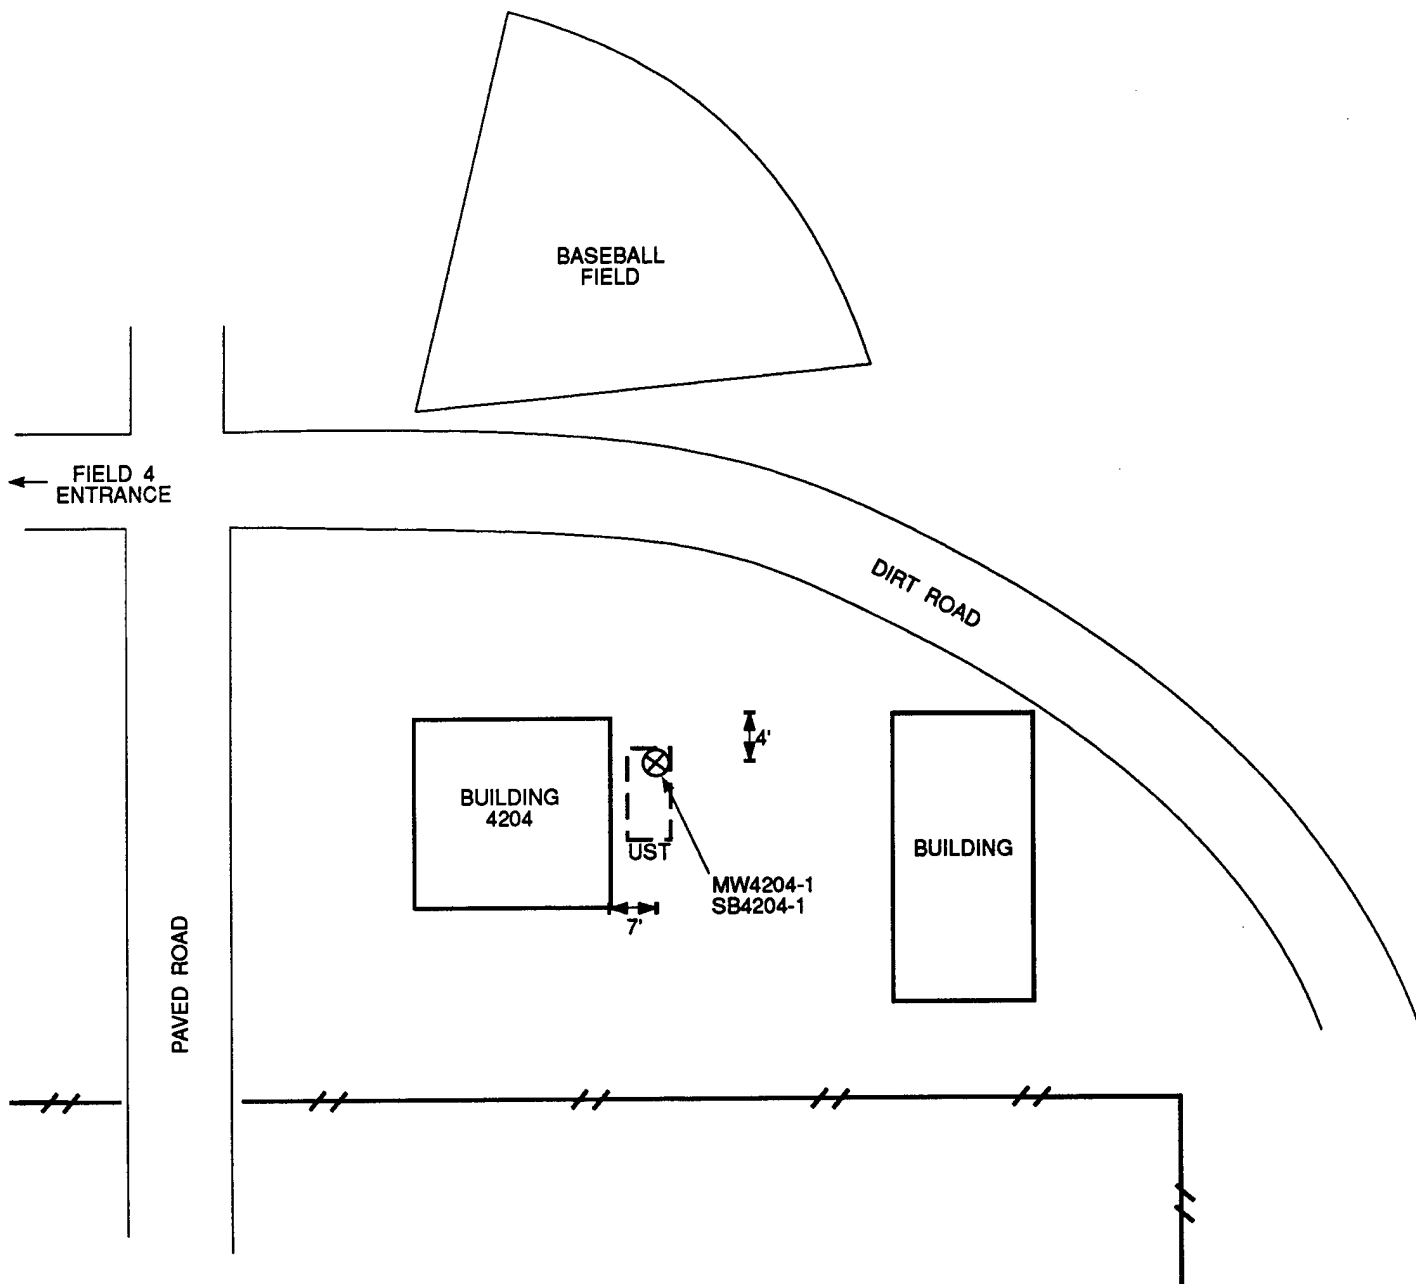 BASEBALL
FIELD
FIELD 4
ENTRANCE
DIRT ROAD
4'
BUILDING
4204
UST
BUILDING
MW4204-1
SB4204-1
7'
PAVED ROAD